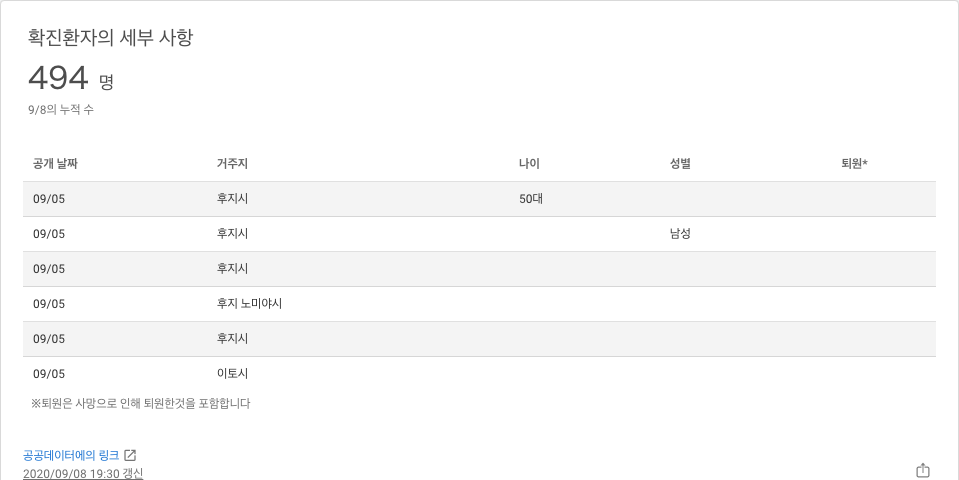 확진환자의 세부 사항
494 명
9/8의 누적 수
공개 날짜 거주지 나이 성별 퇴원*
09/05 후지시 50대
09/05 후지시 남성
09/05 후지시
09/05 후지 노미야시
09/05 후지시
09/05 이토시
※퇴원은 사망으로 인해 퇴원한것을 포함합니다
공공데이터에의 링크
2020/09/08 19:30 갱신